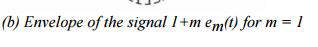 (b) Envelope of the signal 1+m em(t) for m = 1